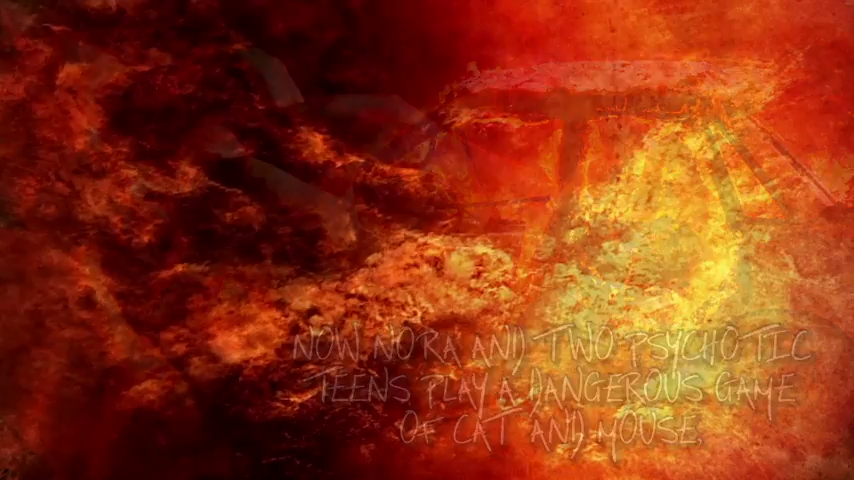 NOW NORA AND TWO PSYCHOTIC
TEENS PLAY A DANGEROUS GAME
OF CAT AND MOUSE.